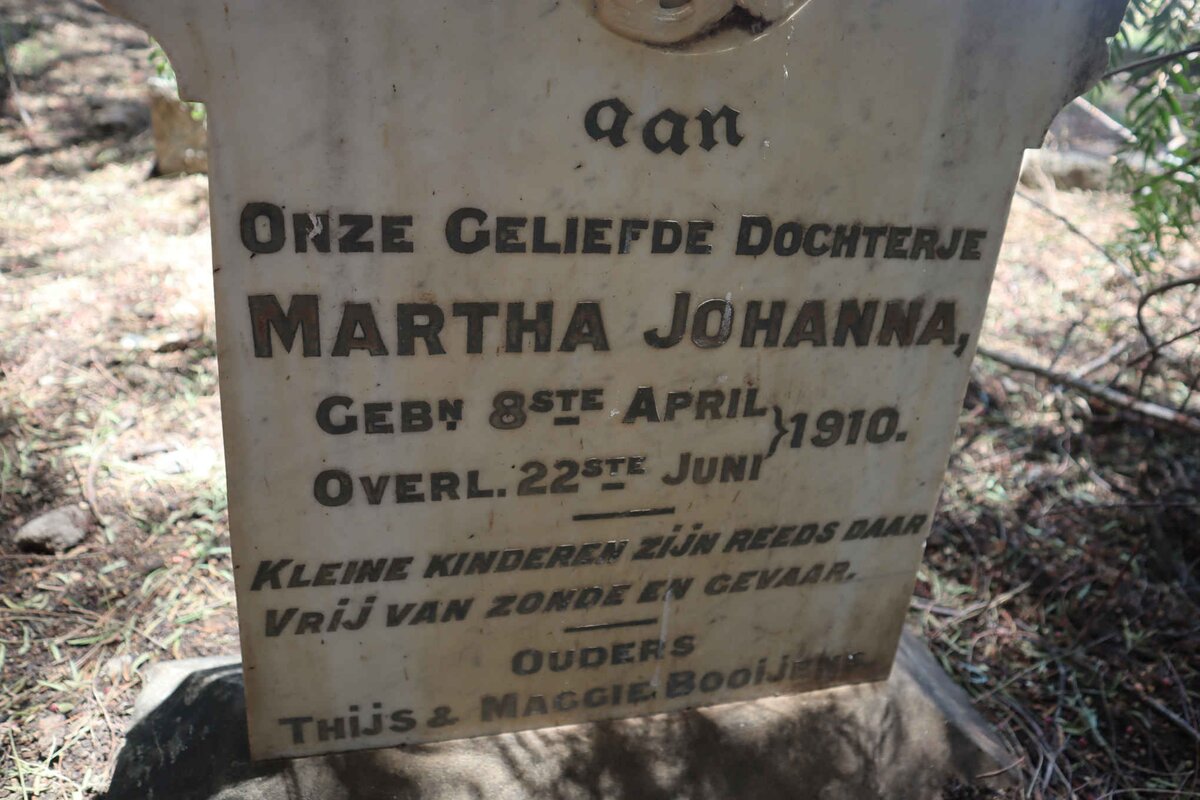 aan
ONZE GELIEFDE DOCHTERJE
MARTHA JOHANNA,
GEBN. 8STE APRIL
OVERL. 22STE JUNI } 1910.
KLEINE KINDEREN ZIJN REEDS DAAR
VRIJ VAN ZONDE EN GEVAAR.
OUDERS
THIJS & MAGGIE BOOIJENS